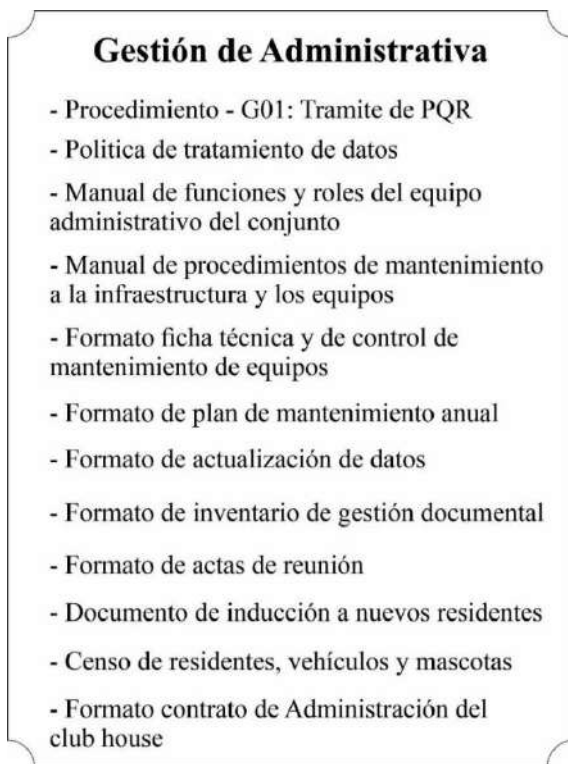 Gestión de Administrativa
- Procedimiento - G01: Tramite de PQR
- Politica de tratamiento de datos
- Manual de funciones y roles del equipo
administrativo del conjunto
- Manual de procedimientos de mantenimiento
a la infraestructura y los equipos
- Formato ficha técnica y de control de
mantenimiento de equipos
- Formato de plan de mantenimiento anual
- Formato de actualización de datos
- Formato de inventario de gestión documental
- Formato de actas de reunión
- Documento de inducción a nuevos residentes
- Censo de residentes, vehículos y mascotas
- Formato contrato de Administración del
club house